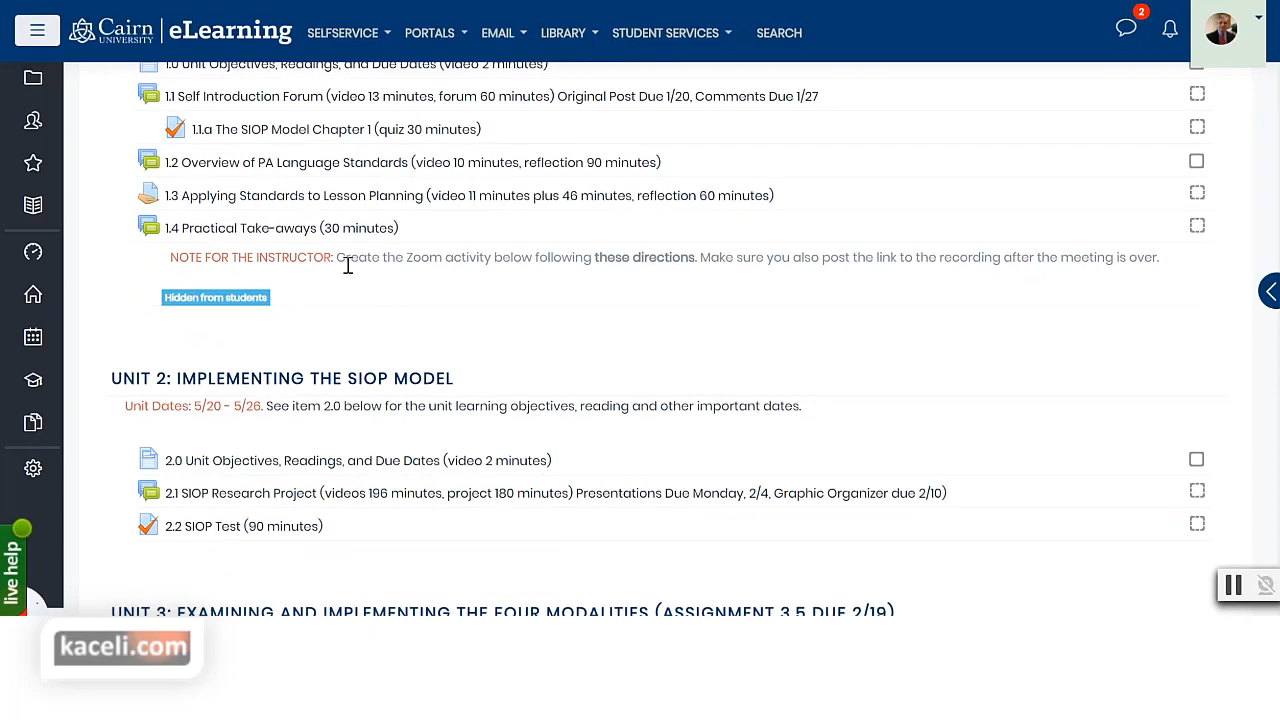 Cairn UNIVERSITY eLearning SELFSERVICE PORTALS EMAIL LIBRARY STUDENT SERVICES SEARCH 2
1.0 Unit Objectives, Readings, and Due Dates (video 2 minutes)
1.1 Self Introduction Forum (video 13 minutes, forum 60 minutes) Original Post Due 1/20, Comments Due 1/27
1.1.a The SIOP Model Chapter 1 (quiz 30 minutes)
1.2 Overview of PA Language Standards (video 10 minutes, reflection 90 minutes)
1.3 Applying Standards to Lesson Planning (video 11 minutes plus 46 minutes, reflection 60 minutes)
1.4 Practical Take-aways (30 minutes)
NOTE FOR THE INSTRUCTOR: Create the Zoom activity below following these directions. Make sure you also post the link to the recording after the meeting is over.
Hidden from students
UNIT 2: IMPLEMENTING THE SIOP MODEL
Unit Dates: 5/20 - 5/26. See item 2.0 below for the unit learning objectives, reading and other important dates.
2.0 Unit Objectives, Readings, and Due Dates (video 2 minutes)
2.1 SIOP Research Project (videos 196 minutes, project 180 minutes) Presentations Due Monday, 2/4, Graphic Organizer due 2/10)
2.2 SIOP Test (90 minutes)
live help
UNIT 3: EXAMINING AND IMPLEMENTING THE FOUR MODALITIES (ASSIGNMENT 3.5 DUE 2/19)
kaceli.com